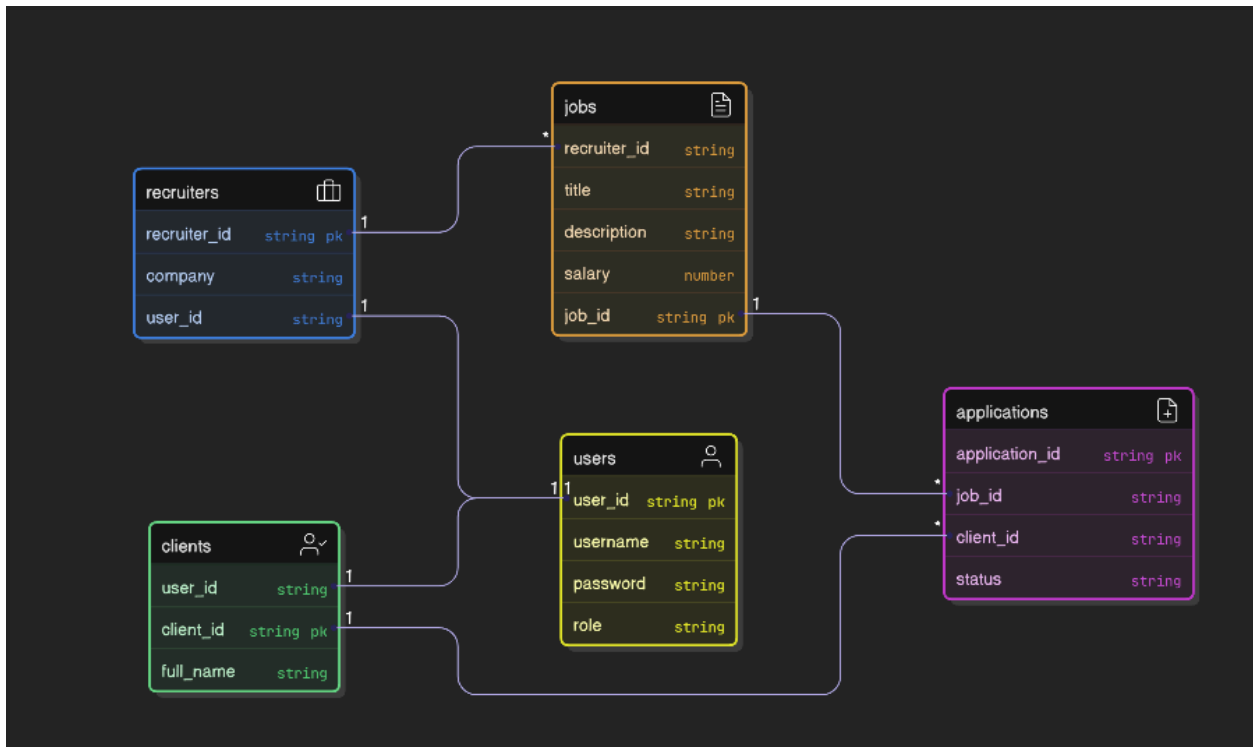 jobs
*
recruiter_id string
title string
description string
salary number
1
job_id string pk
recruiters
1
recruiter_id string pk
company string
1
user_id string
applications
application_id string pk
*
job_id string
*
client_id string
status string
users
1 1
user_id string pk
username string
password string
role string
clients
1
user_id string
1
client_id string pk
full_name string